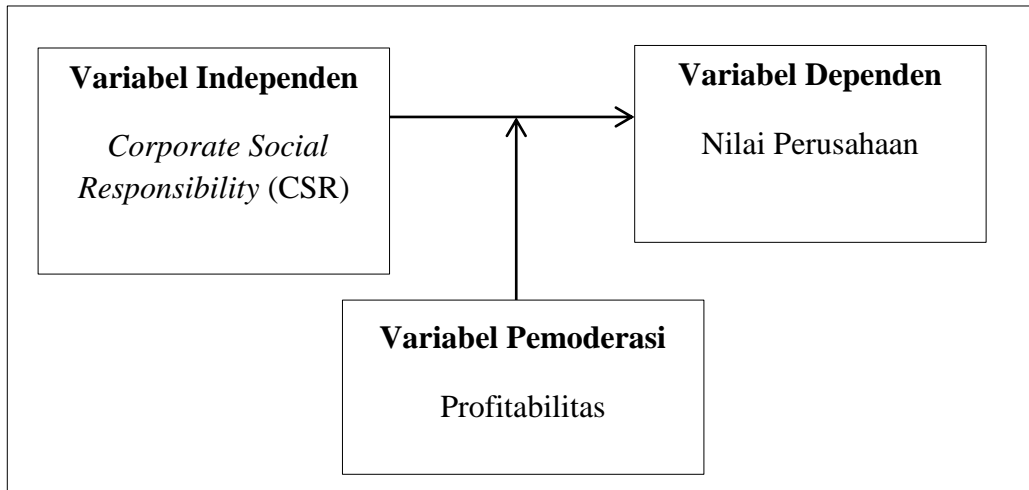 Variabel Independen
Corporate Social
Responsibility (CSR)
Variabel Dependen
Nilai Perusahaan
Variabel Pemoderasi
Profitabilitas